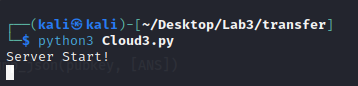 ┌──(kali㉿kali)-[~/Desktop/Lab3/transfer]
└─$ python3 Cloud3.py
Server Start!